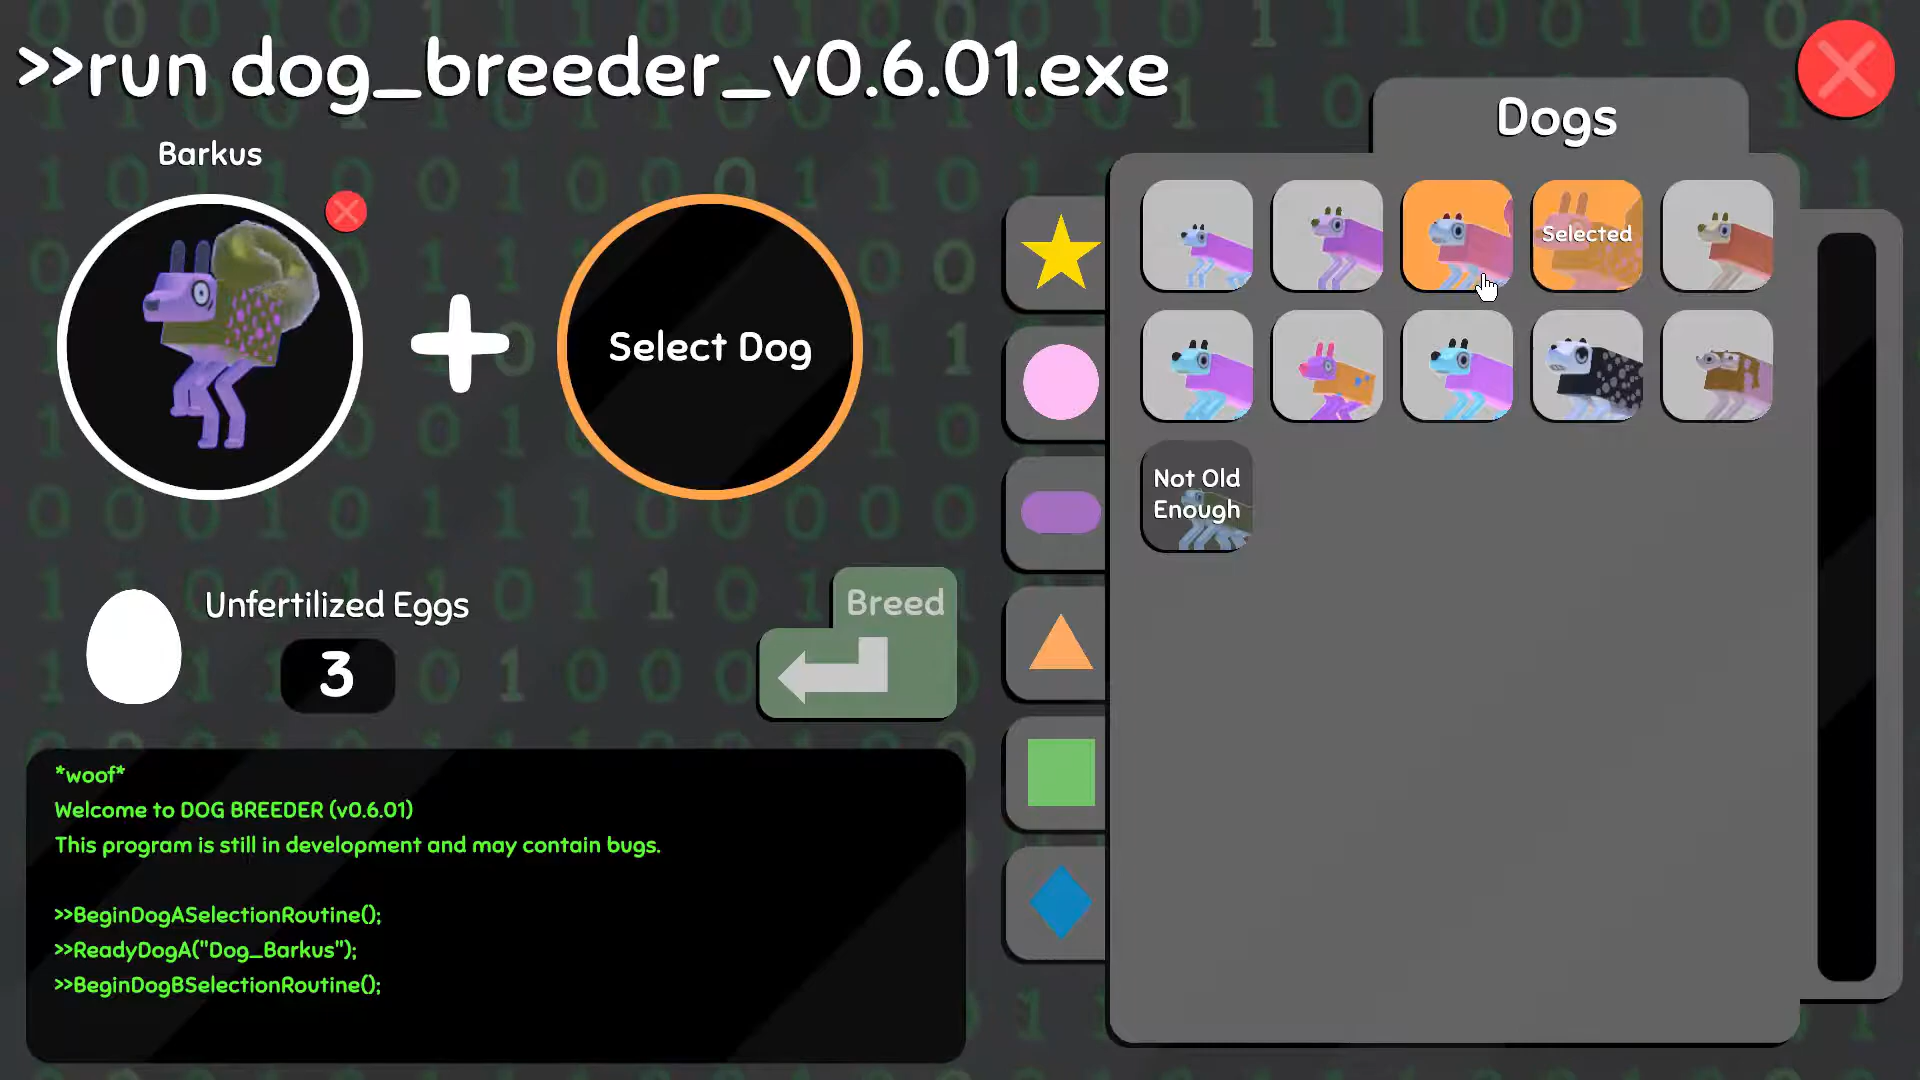 >>run dog_breeder_v0.6.01.exe
Dogs
Barkus
Selected
Select Dog
Not Old
Enough
Unfertilized Eggs
3
Breed
*woof*
Welcome to DOG BREEDER (v0.6.01)
This program is still in development and may contain bugs.
>>BeginDogASelectionRoutine();
>>ReadyDogA("Dog_Barkus");
>>BeginDogBSelectionRoutine();